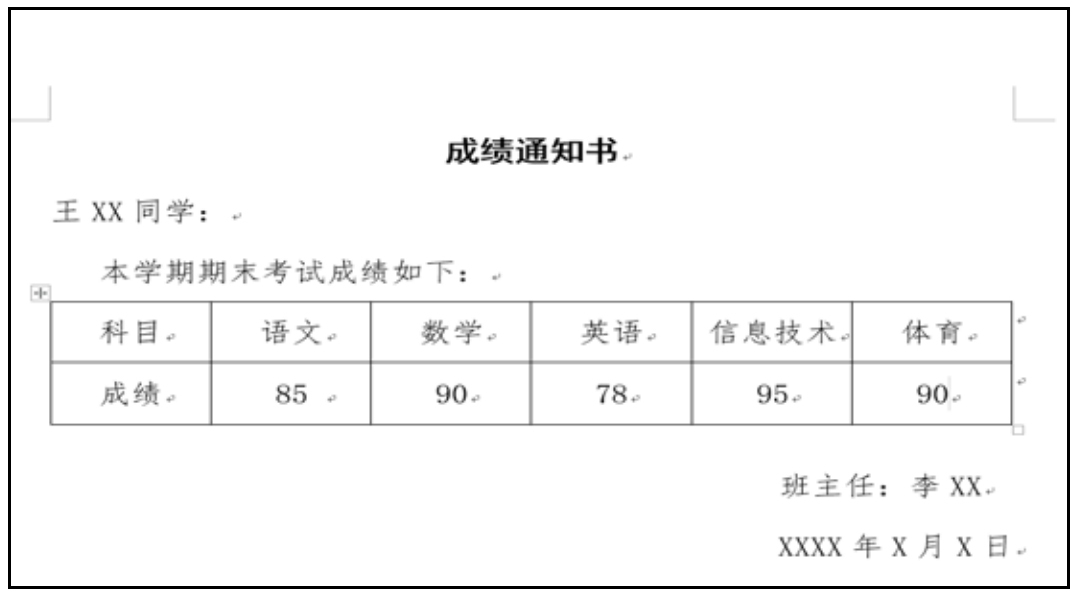 成绩通知书
王 XX 同学：
本学期期末考试成绩如下：
科目 语文 数学 英语 信息技术 体育
成绩 85 90 78 95 90
班主任：李 XX
XXXX 年 X 月 X 日